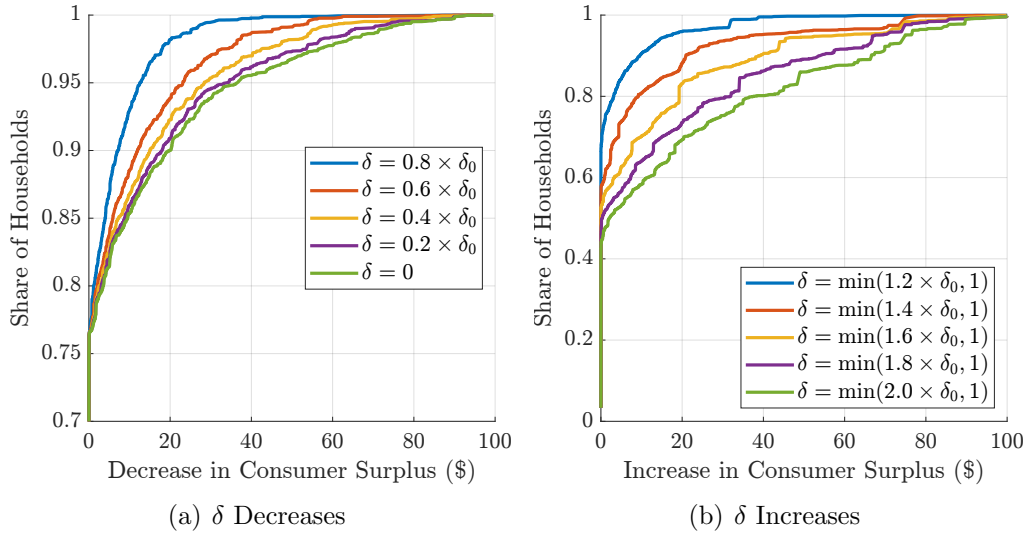 1
0.95
0.9
0.85
0.8
0.75
0.7
Share of Households
0 20 40 60 80 100
Decrease in Consumer Surplus ($)
δ = 0.8 × δ₀
δ = 0.6 × δ₀
δ = 0.4 × δ₀
δ = 0.2 × δ₀
δ = 0
(a) δ Decreases
1
0.8
0.6
0.4
0.2
0
Share of Households
0 20 40 60 80 100
Increase in Consumer Surplus ($)
δ = min(1.2 × δ₀, 1)
δ = min(1.4 × δ₀, 1)
δ = min(1.6 × δ₀, 1)
δ = min(1.8 × δ₀, 1)
δ = min(2.0 × δ₀, 1)
(b) δ Increases